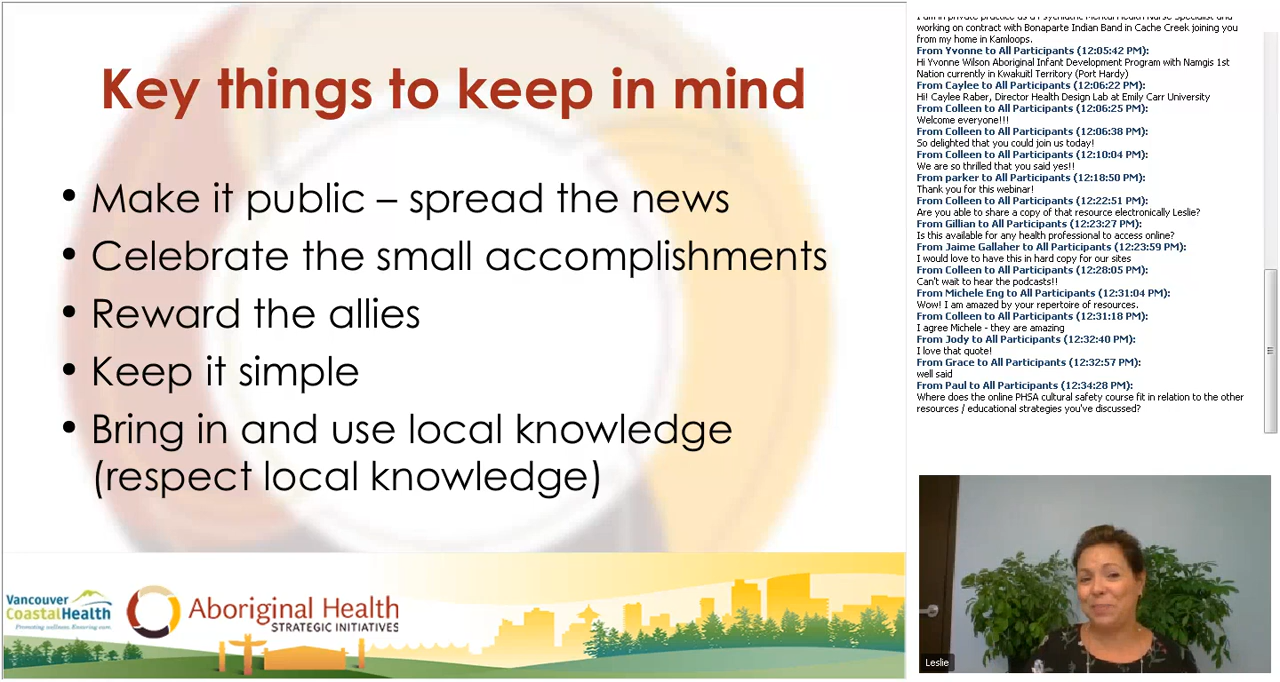 Key things to keep in mind
• Make it public – spread the news
• Celebrate the small accomplishments
• Reward the allies
• Keep it simple
• Bring in and use local knowledge
(respect local knowledge)
Vancouver
CoastalHealth
Promoting wellness. Ensuring care.
Aboriginal Health
STRATEGIC INITIATIVES
I am in private practice as a Psychiatric Mental Health Nurse Specialist and
working on contract with Bonaparte Indian Band in Cache Creek joining you
from my home in Kamloops.
From Yvonne to All Participants (12:05:42 PM):
Hi Yvonne Wilson Aboriginal Infant Development Program with Namgis 1st
Nation currently in Kwakuitl Territory (Port Hardy)
From Caylee to All Participants (12:06:22 PM):
Hi! Caylee Raber, Director Health Design Lab at Emily Carr University
From Colleen to All Participants (12:06:25 PM):
Welcome everyone!!!
From Colleen to All Participants (12:06:38 PM):
So delighted that you could join us today!
From Colleen to All Participants (12:10:04 PM):
We are so thrilled that you said yes!!
From parker to All Participants (12:18:50 PM):
Thank you for this webinar!
From Colleen to All Participants (12:22:51 PM):
Are you able to share a copy of that resource electronically Leslie?
From Gillian to All Participants (12:23:27 PM):
Is this available for any health professional to access online?
From Jaime Gallaher to All Participants (12:23:59 PM):
I would love to have this in hard copy for our sites
From Colleen to All Participants (12:28:05 PM):
Can't wait to hear the podcasts!!
From Michele Eng to All Participants (12:31:04 PM):
Wow! I am amazed by your repertoire of resources.
From Colleen to All Participants (12:31:18 PM):
I agree Michele - they are amazing
From Jody to All Participants (12:32:40 PM):
I love that quote!
From Grace to All Participants (12:32:57 PM):
well said
From Paul to All Participants (12:34:28 PM):
Where does the online PHSA cultural safety course fit in relation to the other
resources / educational strategies you've discussed?
Leslie